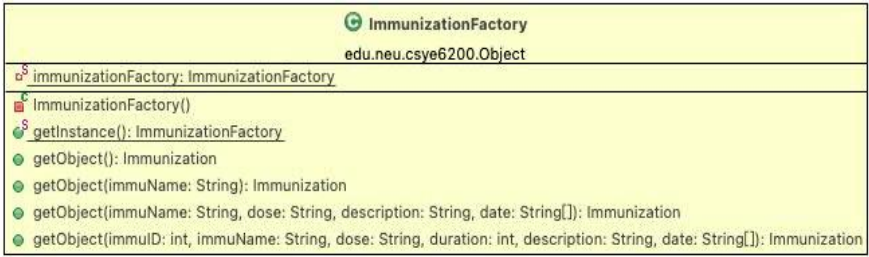 C ImmunizationFactory
edu.neu.csye6200.Object
S immunizationFactory: ImmunizationFactory
C ImmunizationFactory()
S getInstance(): ImmunizationFactory
getObject(): Immunization
getObject(immuName: String): Immunization
getObject(immuName: String, dose: String, description: String, date: String[]): Immunization
getObject(immuID: int, immuName: String, dose: String, duration: int, description: String, date: String[]): Immunization